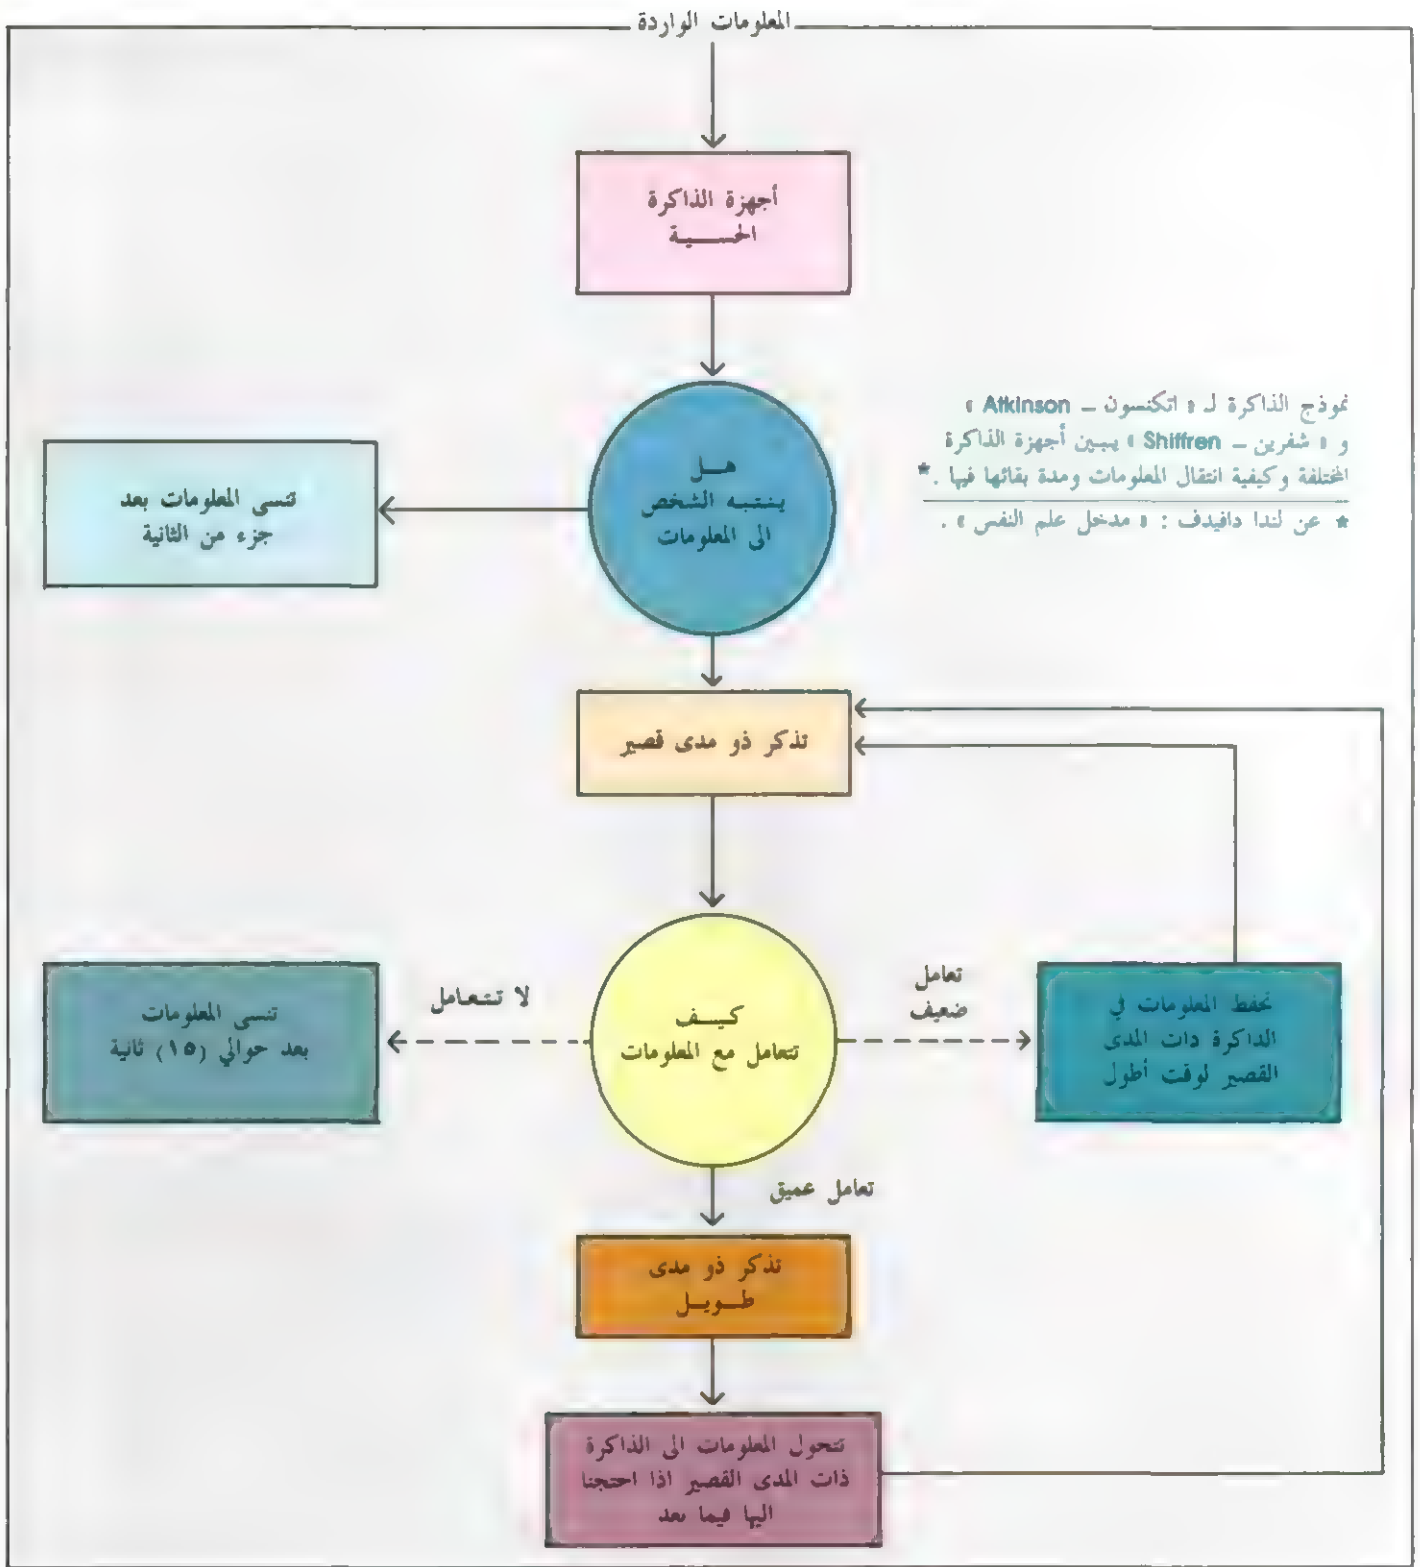 المعلومات الواردة
أجهزة الذاكرة
الحسية
هل
ينتبه الشخص
الى المعلومات
تنسى المعلومات بعد
جزء من الثانية
نموذج الذاكرة لـ « اتكنسون ـ Atkinson »
و « شفرين ـ Shiffren » يبين أجهزة الذاكرة
المختلفة وكيفية انتقال المعلومات ومدة بقائها فيها . *
* عن لندا دافيدف : « مدخل علم النفس » .
تذكر ذو مدى قصير
كيف
تتعامل مع المعلومات
تعامل
ضعيف
نحفط المعلومات في
الداكرة دات المدى
القصير لوقت أطول
لا تتعامل
تنسى المعلومات
بعد حوالي (١٥) ثانية
تعامل عميق
تذكر ذو مدى
طويل
تتحول المعلومات الى الذاكرة
ذات المدى القصير اذا احتجنا
اليها فيما بعد